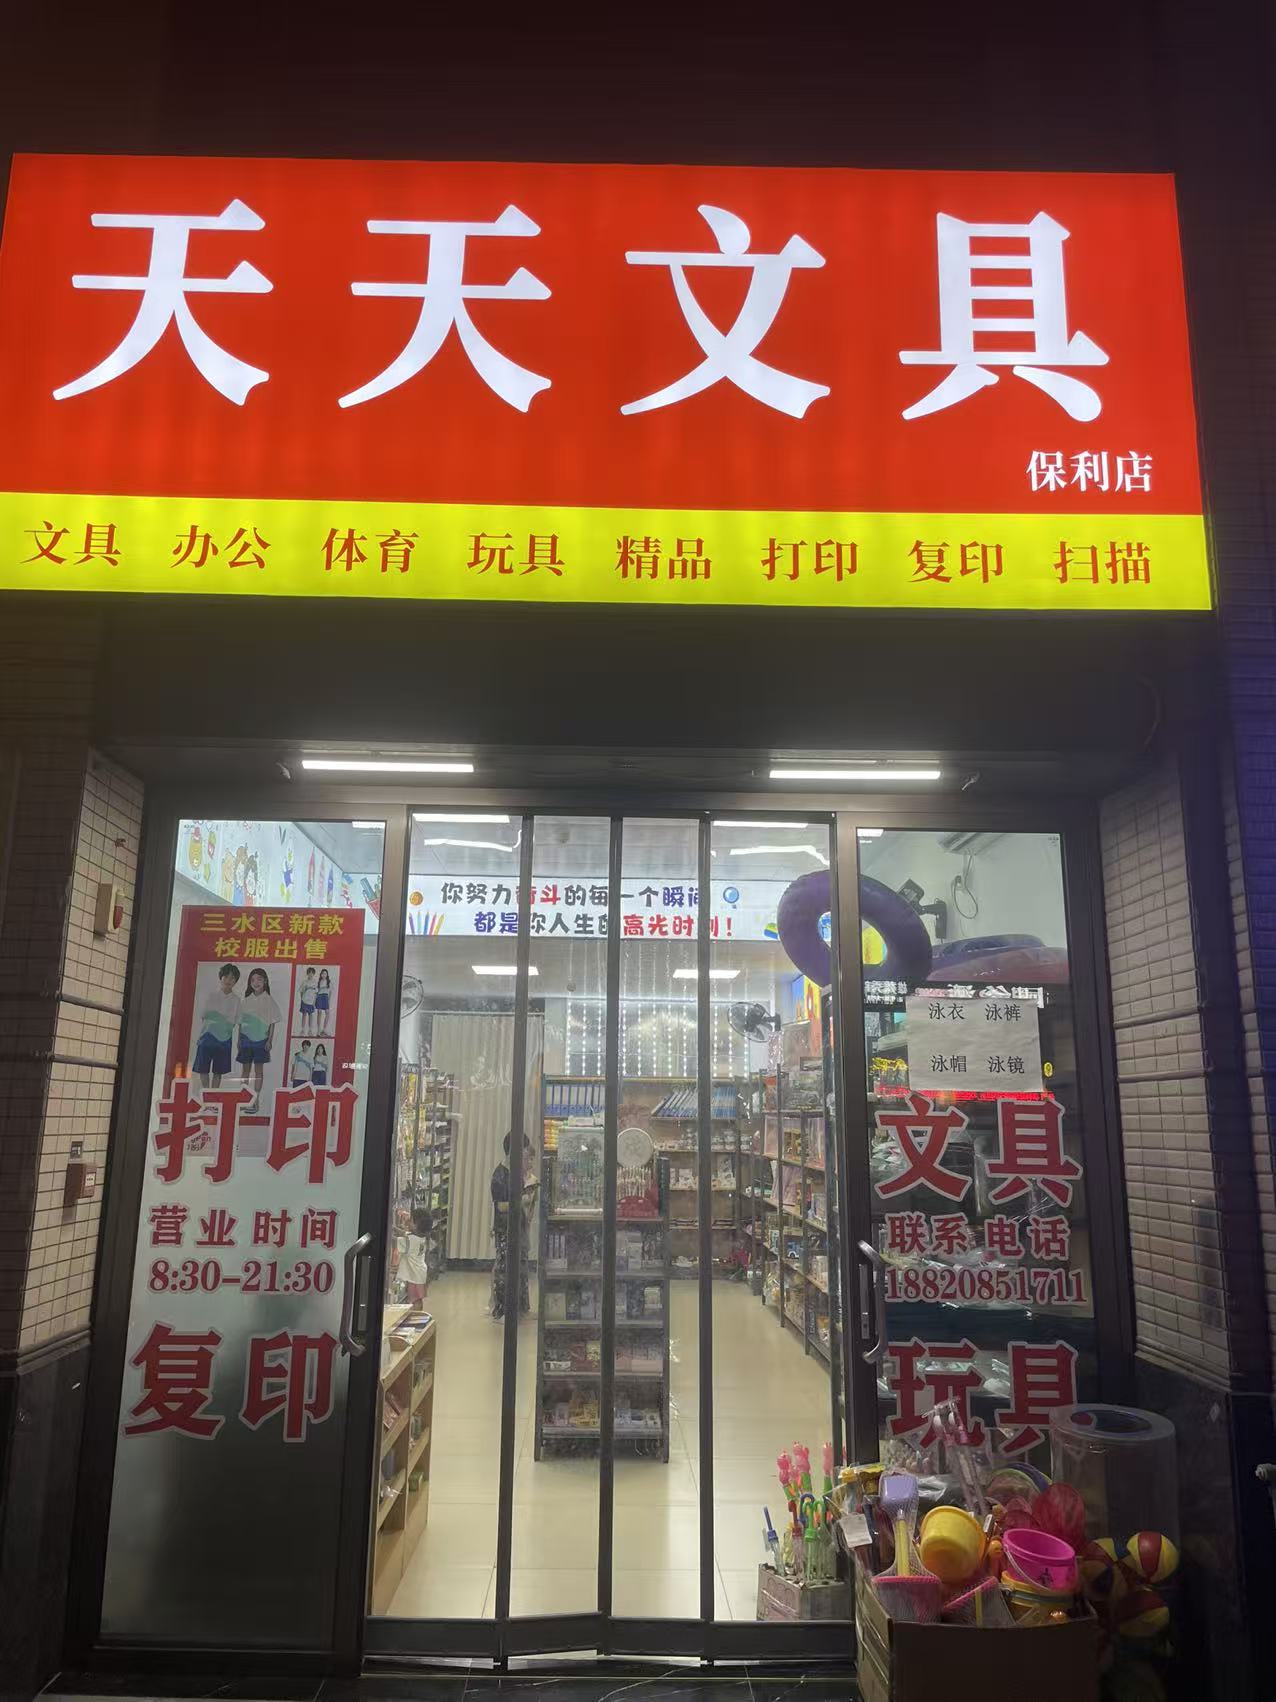 天天文具
保利店
文具 办公 体育 玩具 精品 打印 复印 扫描
你努力奋斗的每一个瞬间
都是你人生的高光时刻！
三水区新款
校服出售
打印
营业时间
8:30-21:30
复印
泳衣 泳裤
泳帽 泳镜
文具
联系电话
18820851711
玩具